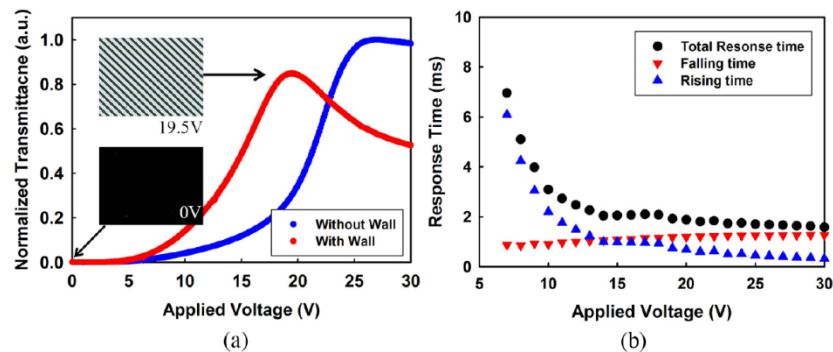 Normalized Transmittacne (a.u.)
1.0
0.8
0.6
0.4
0.2
0.0
19.5V
0V
Without Wall
With Wall
0 5 10 15 20 25 30
Applied Voltage (V)
(a)
Response Time (ms)
10
8
6
4
2
0
Total Resonse time
Falling time
Rising time
5 10 15 20 25 30
Applied Voltage (V)
(b)